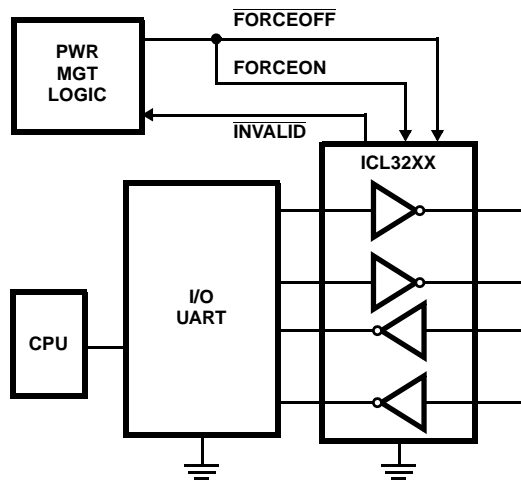 FORCEOFF
PWR
MGT
LOGIC
FORCEON
INVALID
ICL32XX
I/O
UART
CPU